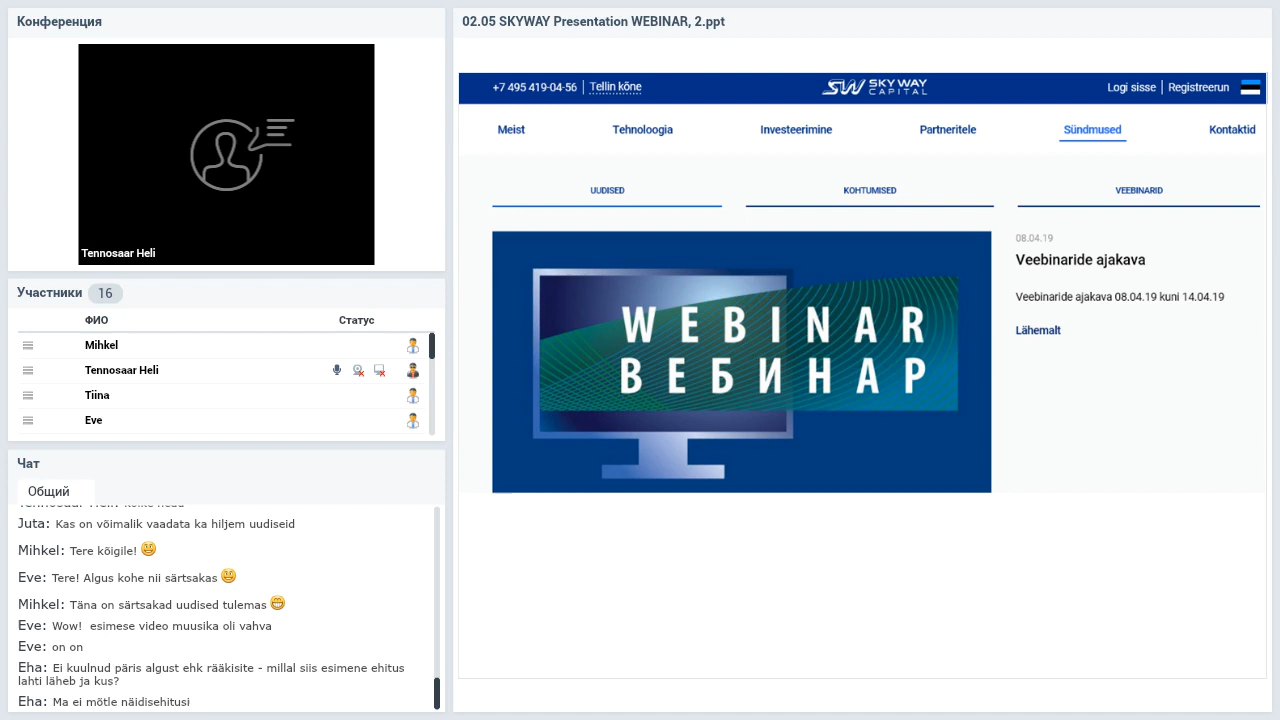 Конференция
Tennosaar Heli
Участники 16
ФИО Статус
Mihkel
Tennosaar Heli
Tiina
Eve
Чат
Общий
Juta: Kas on võimalik vaadata ka hiljem uudiseid
Mihkel: Tere kõigile!
Eve: Tere! Algus kohe nii särtsakas
Mihkel: Täna on särtsakad uudised tulemas
Eve: Wow! esimese video muusika oli vahva
Eve: on on
Eha: Ei kuulnud päris algust ehk rääkisite - millal siis esimene ehitus
lahti läheb ja kus?
Eha: Ma ei mõtle näidisehitusi
02.05 SKYWAY Presentation WEBINAR, 2.ppt
+7 495 419-04-56 Tellin kõne SW SKY WAY CAPITAL Logi sisse Registreerun
Meist Tehnoloogia Investeerimine Partneritele Sündmused Kontaktid
UUDISED KOHTUMISED VEEBINARID
WEBINAR
ВЕБИНАР
08.04.19
Veebinaride ajakava
Veebinaride ajakava 08.04.19 kuni 14.04.19
Lähemalt